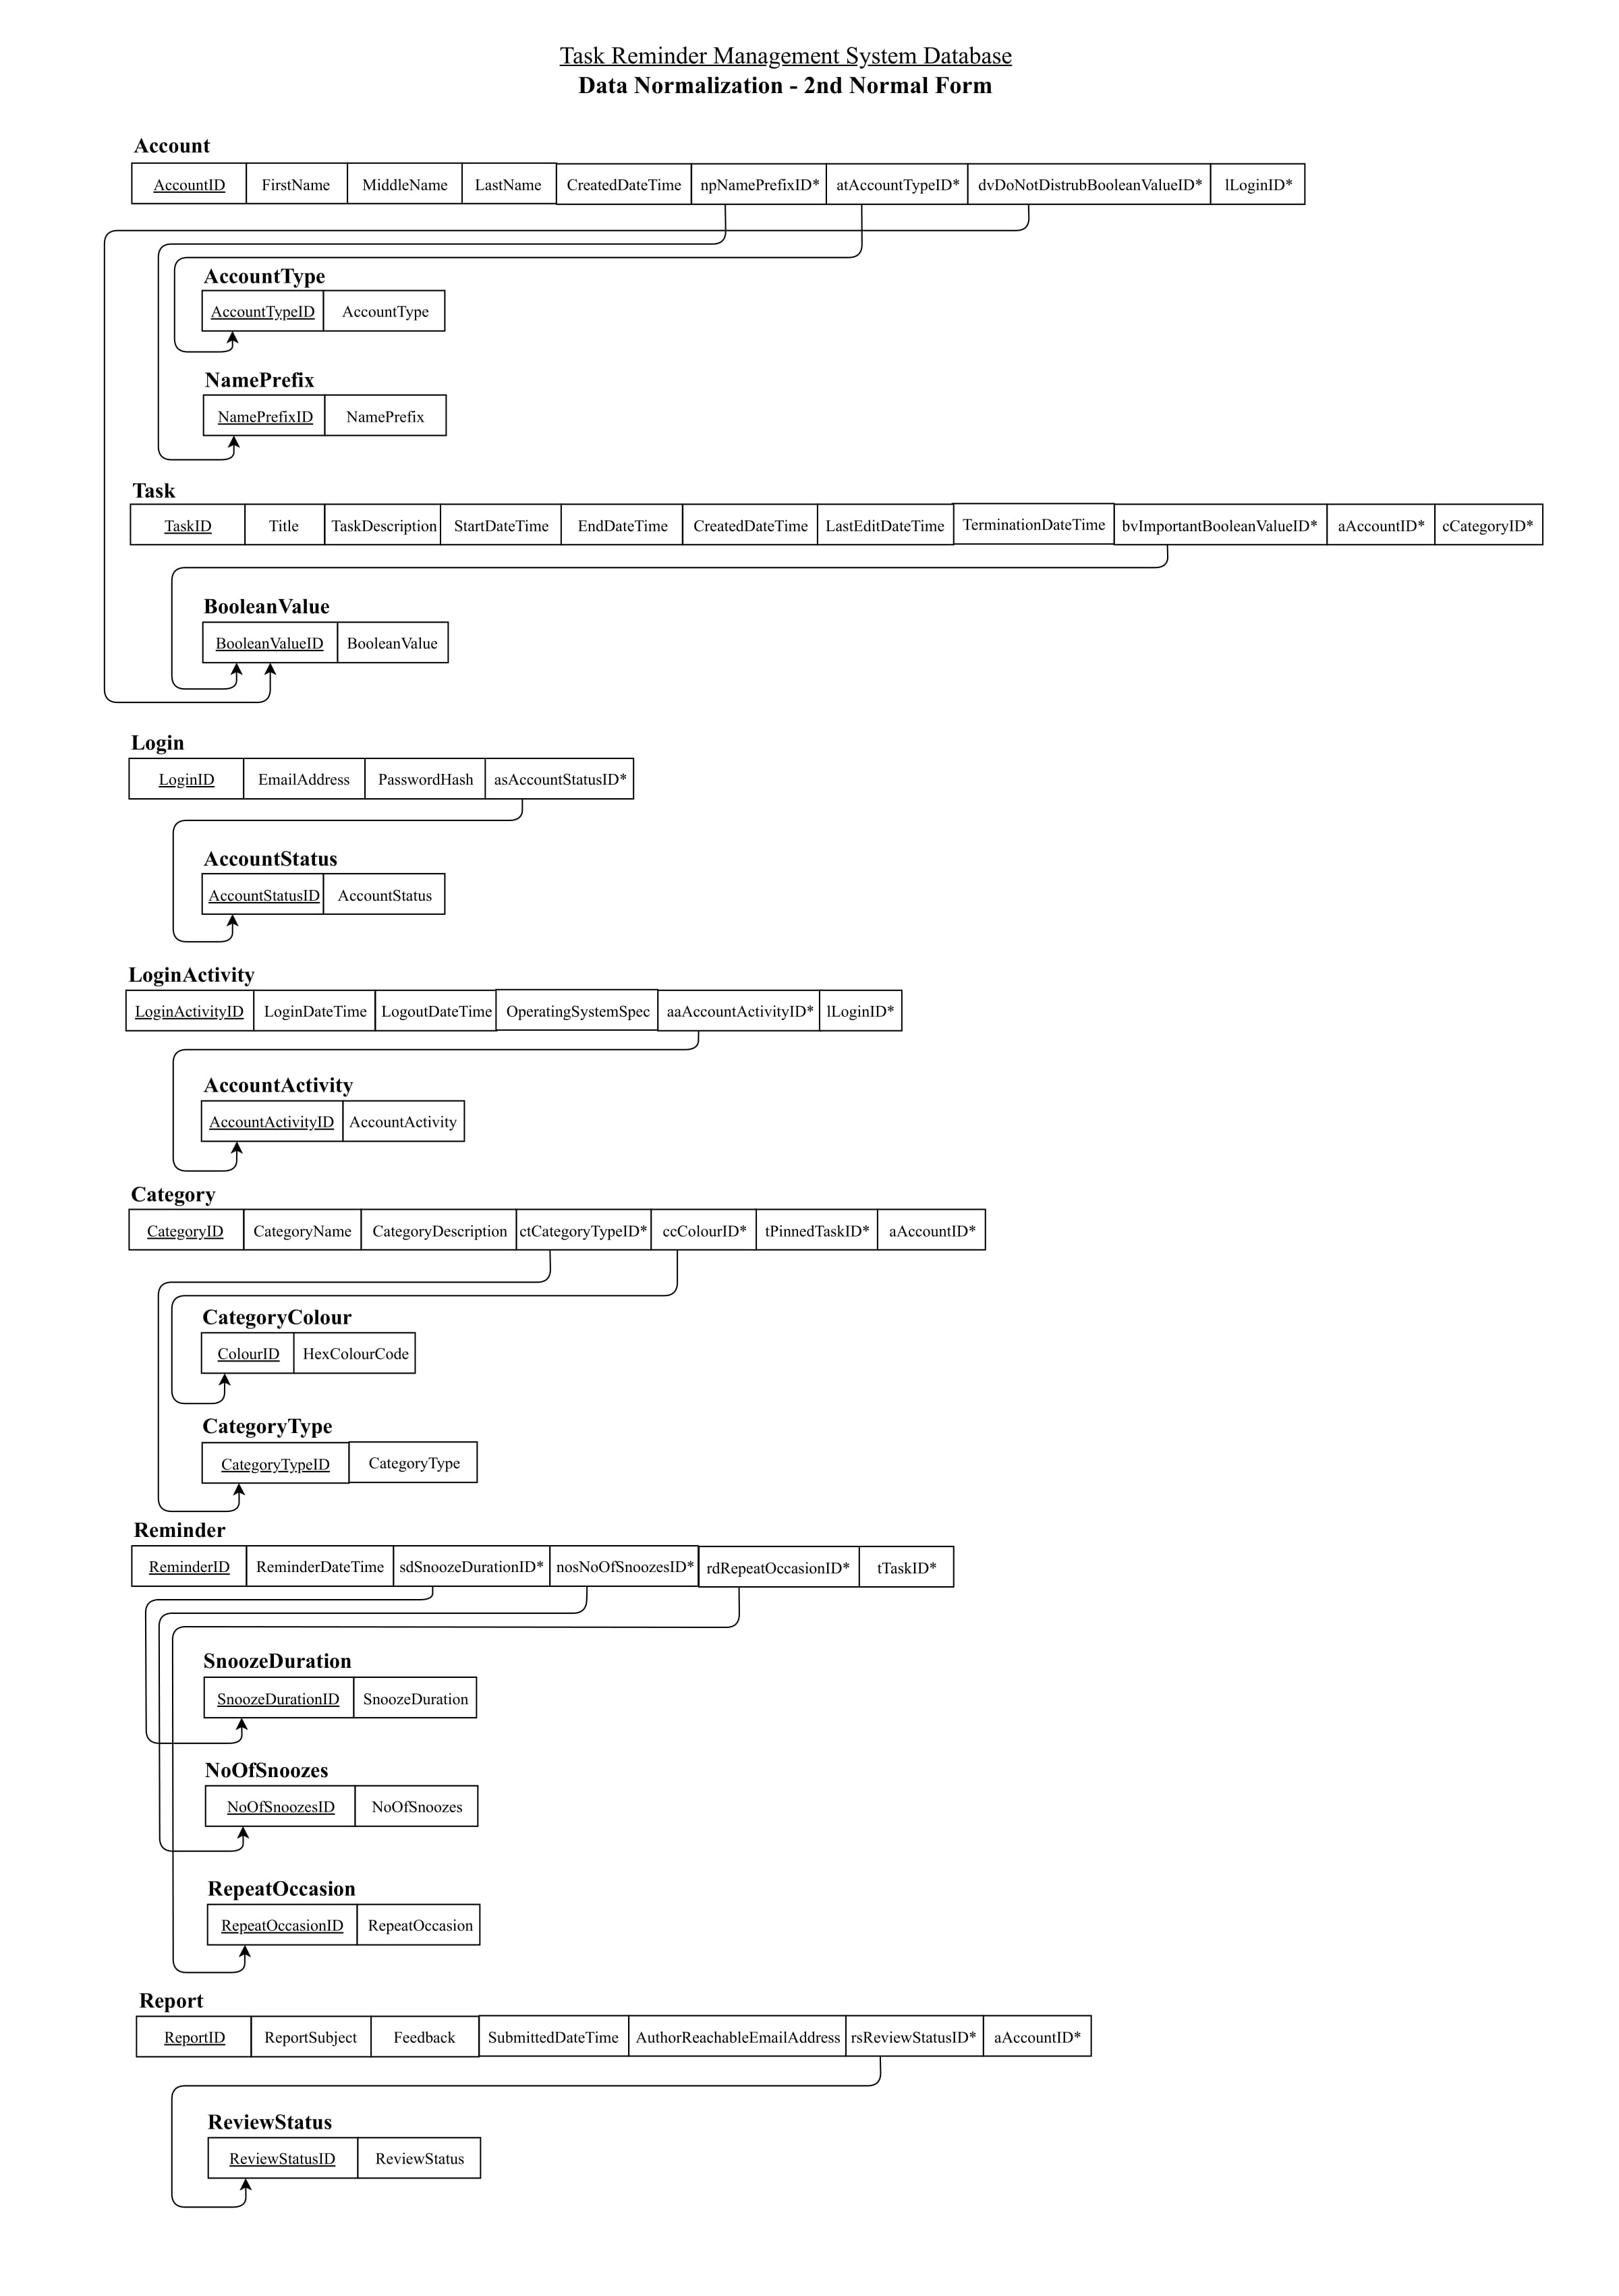 Task Reminder Management System Database
Data Normalization - 2nd Normal Form
Account
AccountID FirstName MiddleName LastName CreatedDateTime npNamePrefixID* atAccountTypeID* dvDoNotDistrubBooleanValueID* lLoginID*
AccountType
AccountTypeID AccountType
NamePrefix
NamePrefixID NamePrefix
Task
TaskID Title TaskDescription StartDateTime EndDateTime CreatedDateTime LastEditDateTime TerminationDateTime bvImportantBooleanValueID* aAccountID* cCategoryID*
BooleanValue
BooleanValueID BooleanValue
Login
LoginID EmailAddress PasswordHash asAccountStatusID*
AccountStatus
AccountStatusID AccountStatus
LoginActivity
LoginActivityID LoginDateTime LogoutDateTime OperatingSystemSpec aaAccountActivityID* lLoginID*
AccountActivity
AccountActivityID AccountActivity
Category
CategoryID CategoryName CategoryDescription ctCategoryTypeID* ccColourID* tPinnedTaskID* aAccountID*
CategoryColour
ColourID HexColourCode
CategoryType
CategoryTypeID CategoryType
Reminder
ReminderID ReminderDateTime sdSnoozeDurationID* nosNoOfSnoozesID* rdRepeatOccasionID* tTaskID*
SnoozeDuration
SnoozeDurationID SnoozeDuration
NoOfSnoozes
NoOfSnoozesID NoOfSnoozes
RepeatOccasion
RepeatOccasionID RepeatOccasion
Report
ReportID ReportSubject Feedback SubmittedDateTime AuthorReachableEmailAddress rsReviewStatusID* aAccountID*
ReviewStatus
ReviewStatusID ReviewStatus